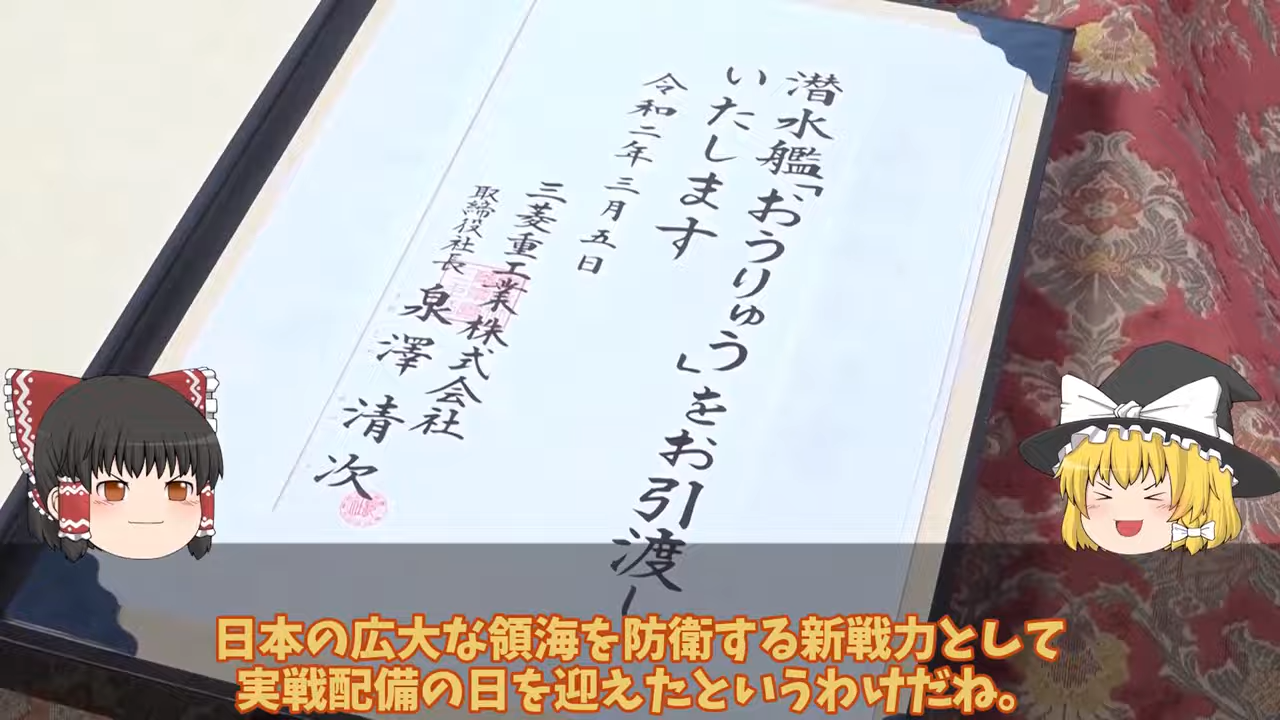 潜水艦「おうりゅう」をお引渡し
いたします
令和二年三月五日
三菱重工業株式会社
取締役社長 泉澤清次
日本の広大な領海を防衛する新戦力として
実戦配備の日を迎えたというわけだね。